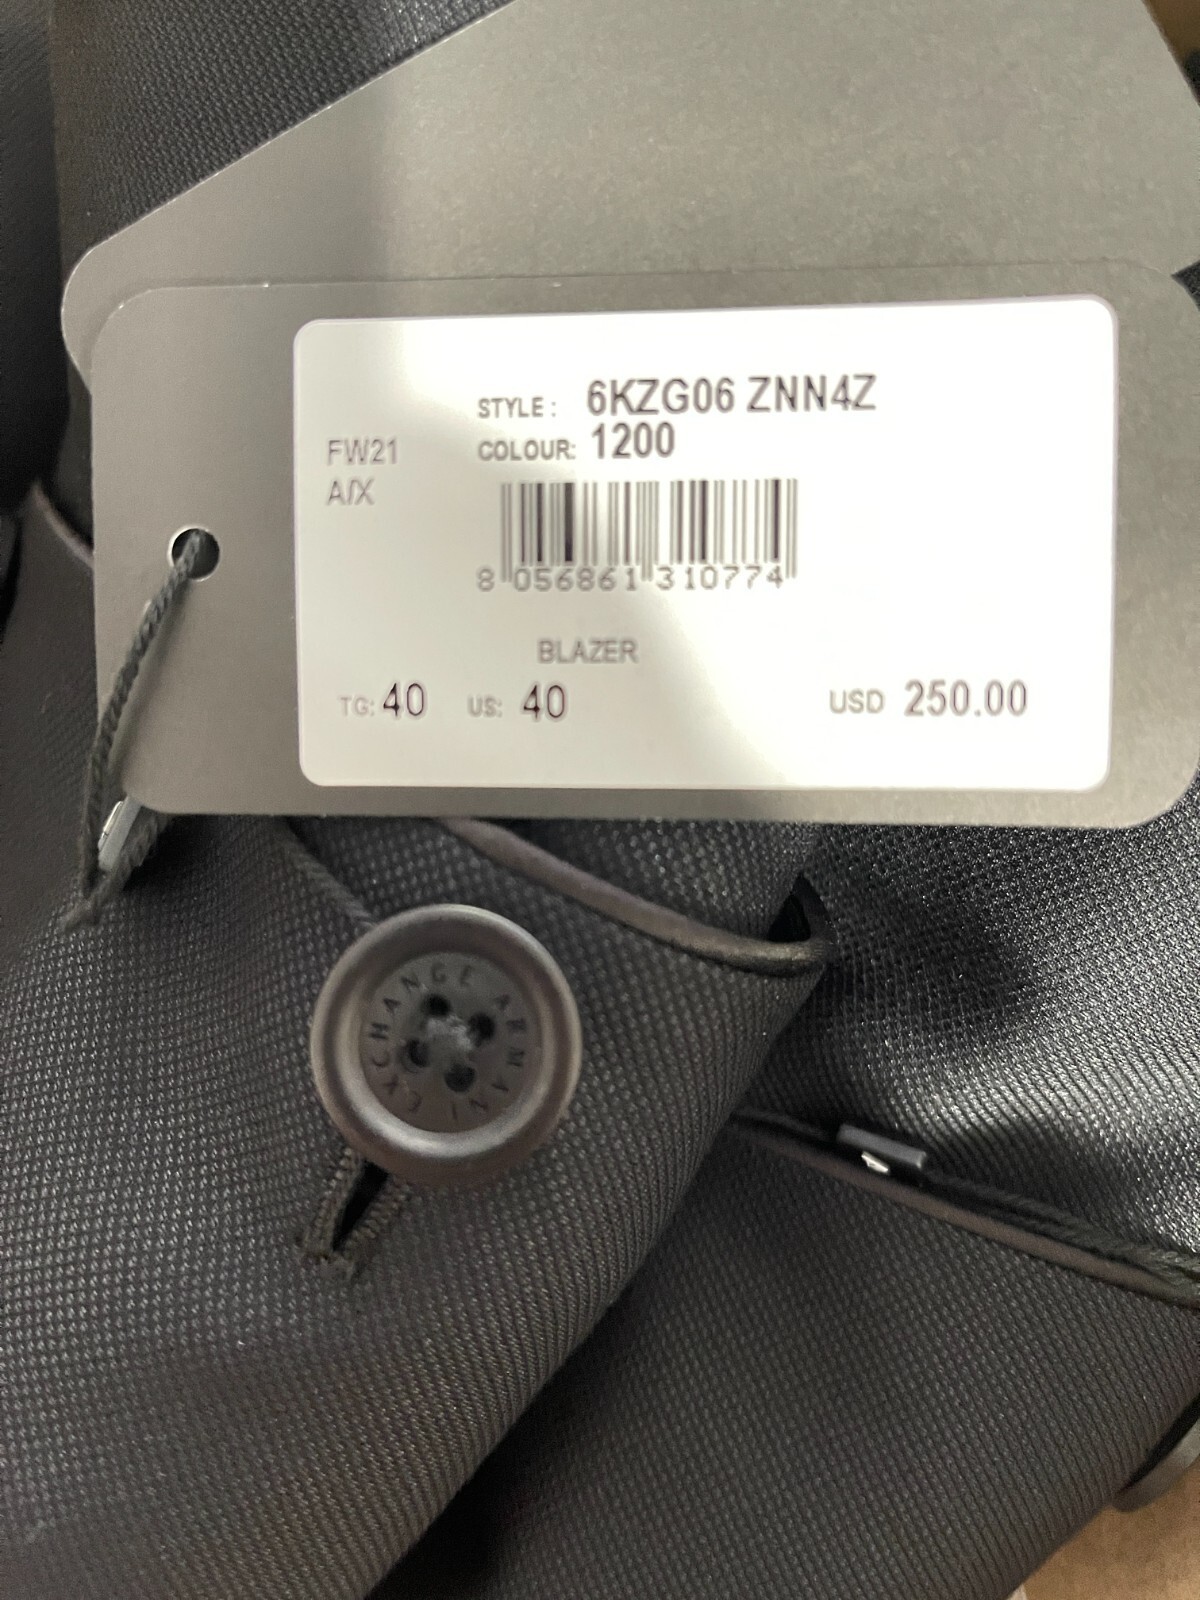 STYLE: 6KZG06 ZNN4Z
FW21 COLOUR: 1200
A/X
8 056861 310774
BLAZER
TG: 40 US: 40 USD 250.00
ARMANI EXCHANGE